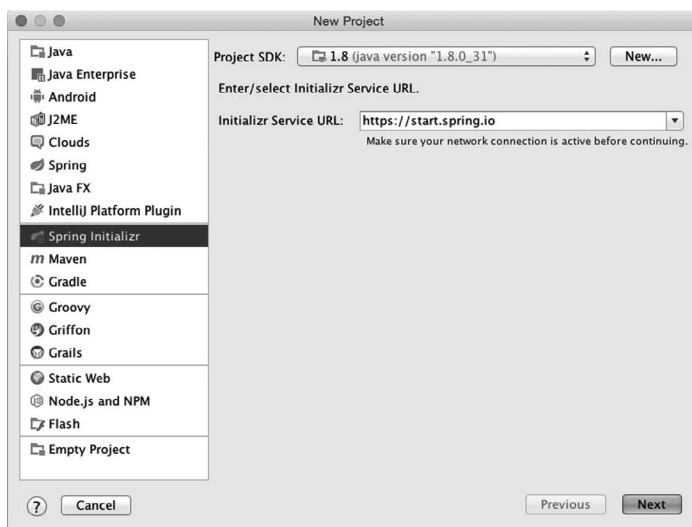 New Project
Java
Java Enterprise
Android
J2ME
Clouds
Spring
Java FX
IntelliJ Platform Plugin
Spring Initializr
Maven
Gradle
Groovy
Griffon
Grails
Static Web
Node.js and NPM
Flash
Empty Project
Project SDK: 1.8 (java version "1.8.0_31") New...
Enter/select Initializr Service URL.
Initializr Service URL: https://start.spring.io
Make sure your network connection is active before continuing.
? Cancel Previous Next